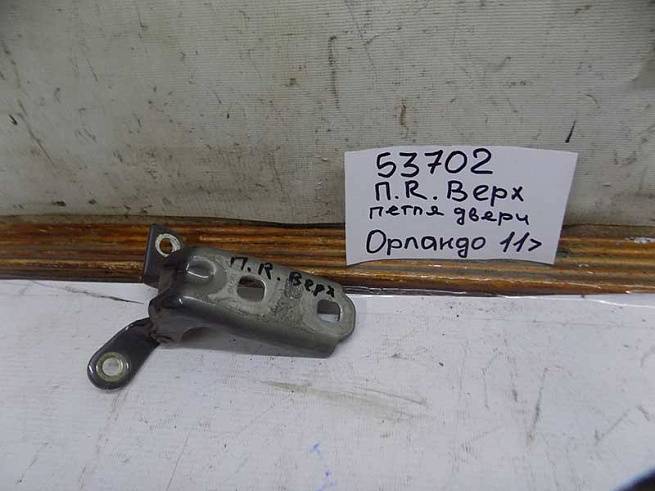 53702
П.R.Верх
петля двери
Орландо 11>
П.R. Верх